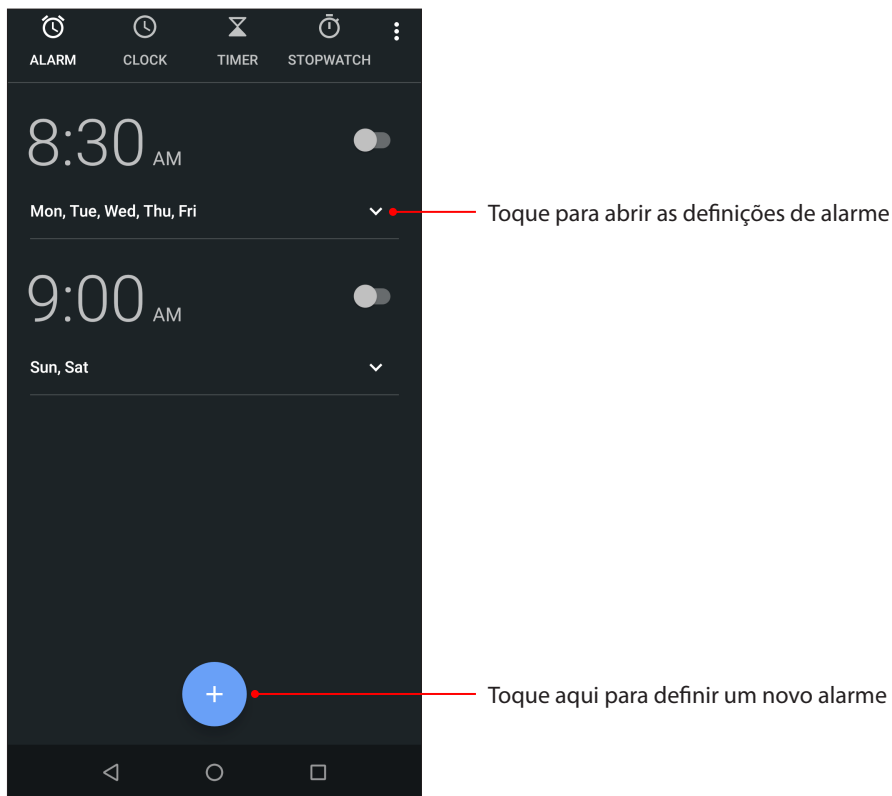 ALARM CLOCK TIMER STOPWATCH
8:30 AM
Mon, Tue, Wed, Thu, Fri
Toque para abrir as definições de alarme
9:00 AM
Sun, Sat
+
Toque aqui para definir um novo alarme